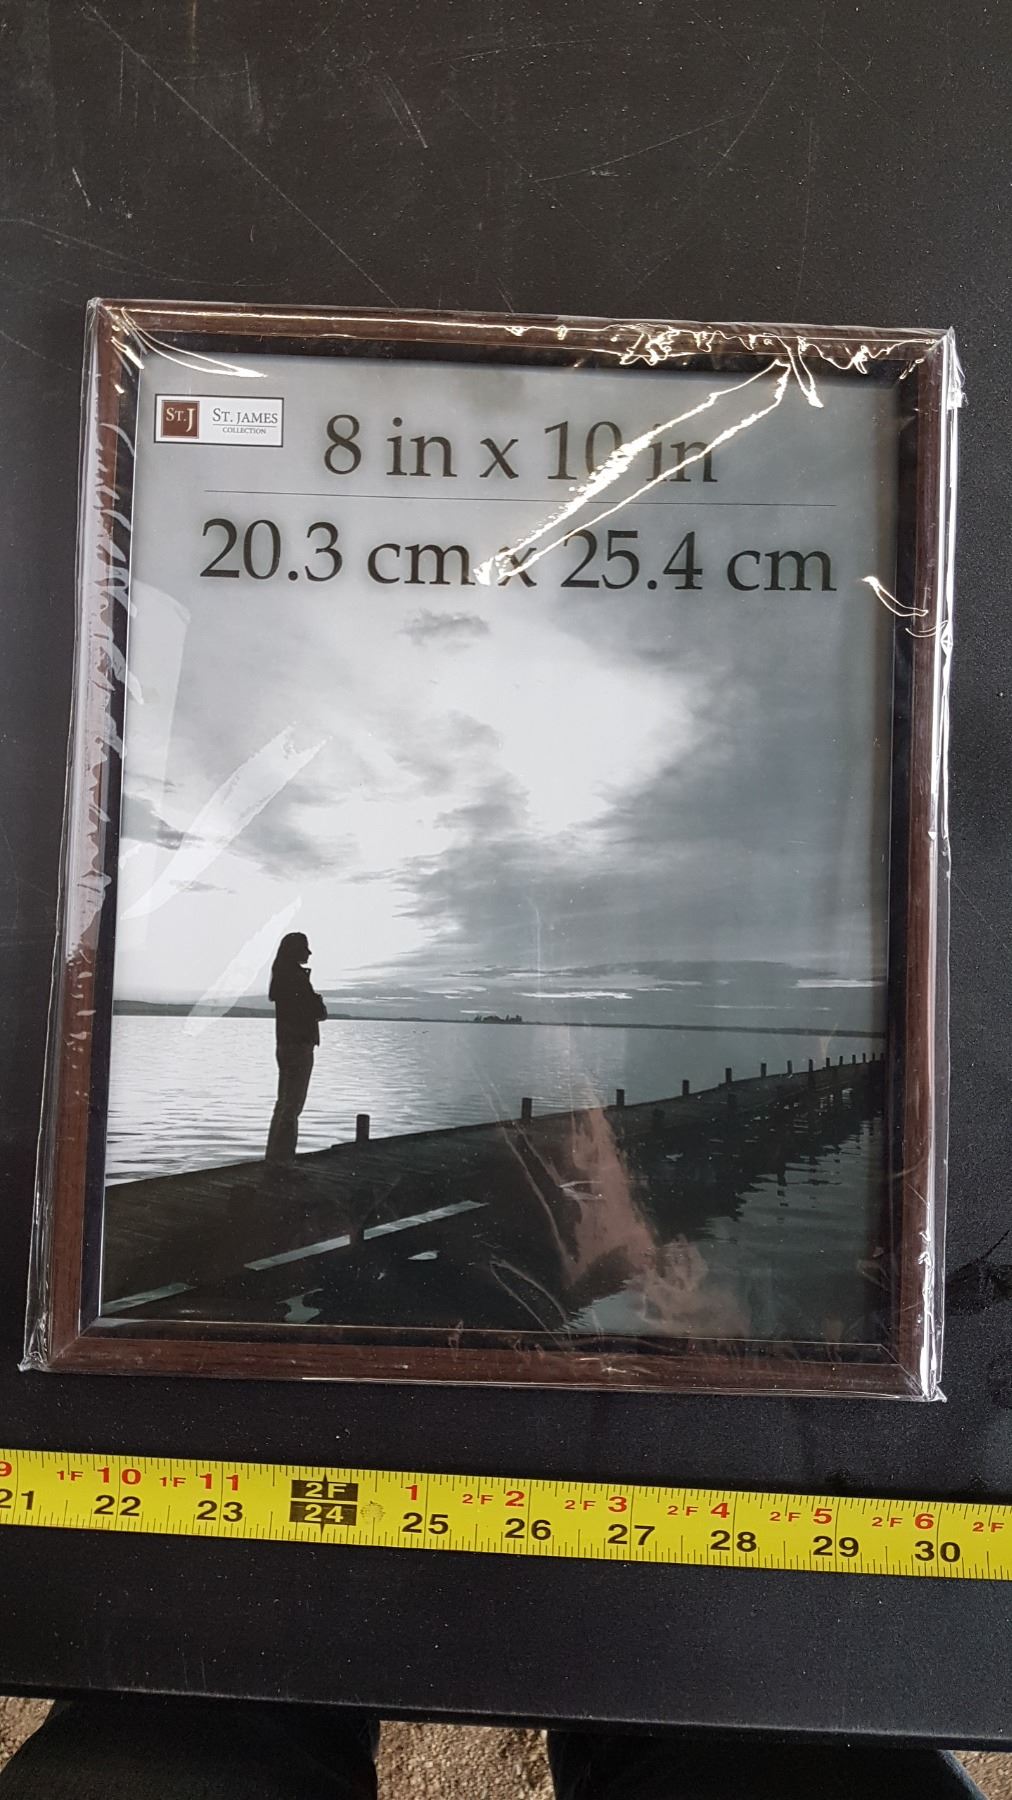 ST.J ST. JAMES
COLLECTION
8 in x 10 in
20.3 cm x 25.4 cm
9 1F 10 1F 11 2F 1 2F 2 2F 3 2F 4 2F 5 2F 6 2F
21 22 23 24 25 26 27 28 29 30